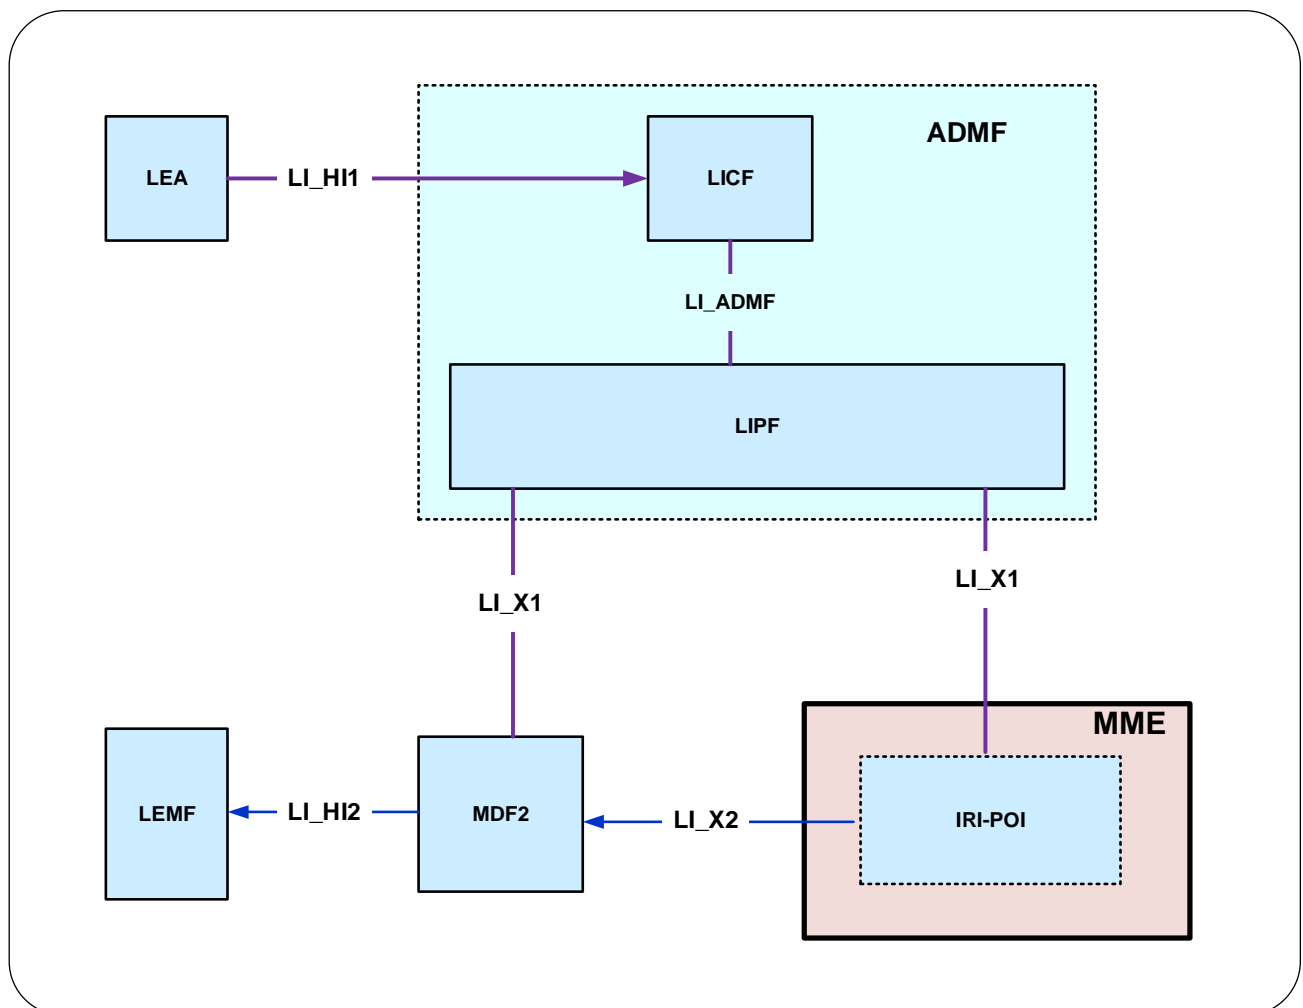 ADMF
LEA
LI_HI1
LICF
LI_ADMF
LIPF
LI_X1
LI_X1
MME
LEMF
LI_HI2
MDF2
LI_X2
IRI-POI